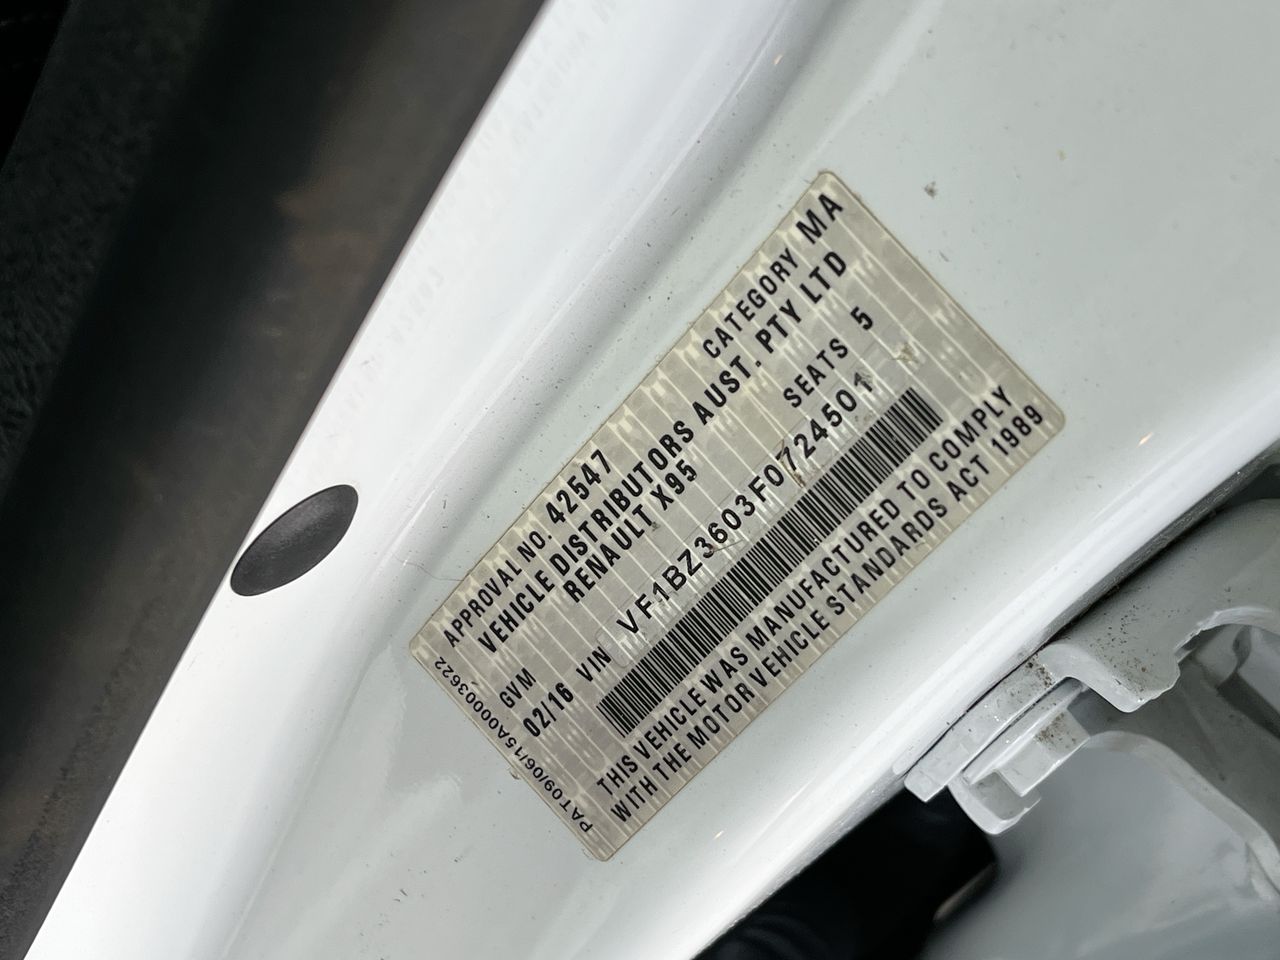 APPROVAL NO. 42547 CATEGORY MA
VEHICLE DISTRIBUTORS AUST. PTY LTD
RENAULT X95
GVM SEATS 5
02/16 VIN VF1BZ3603F0724501
THIS VEHICLE WAS MANUFACTURED TO COMPLY
WITH THE MOTOR VEHICLE STANDARDS ACT 1989
PAT09/06/15A00003622